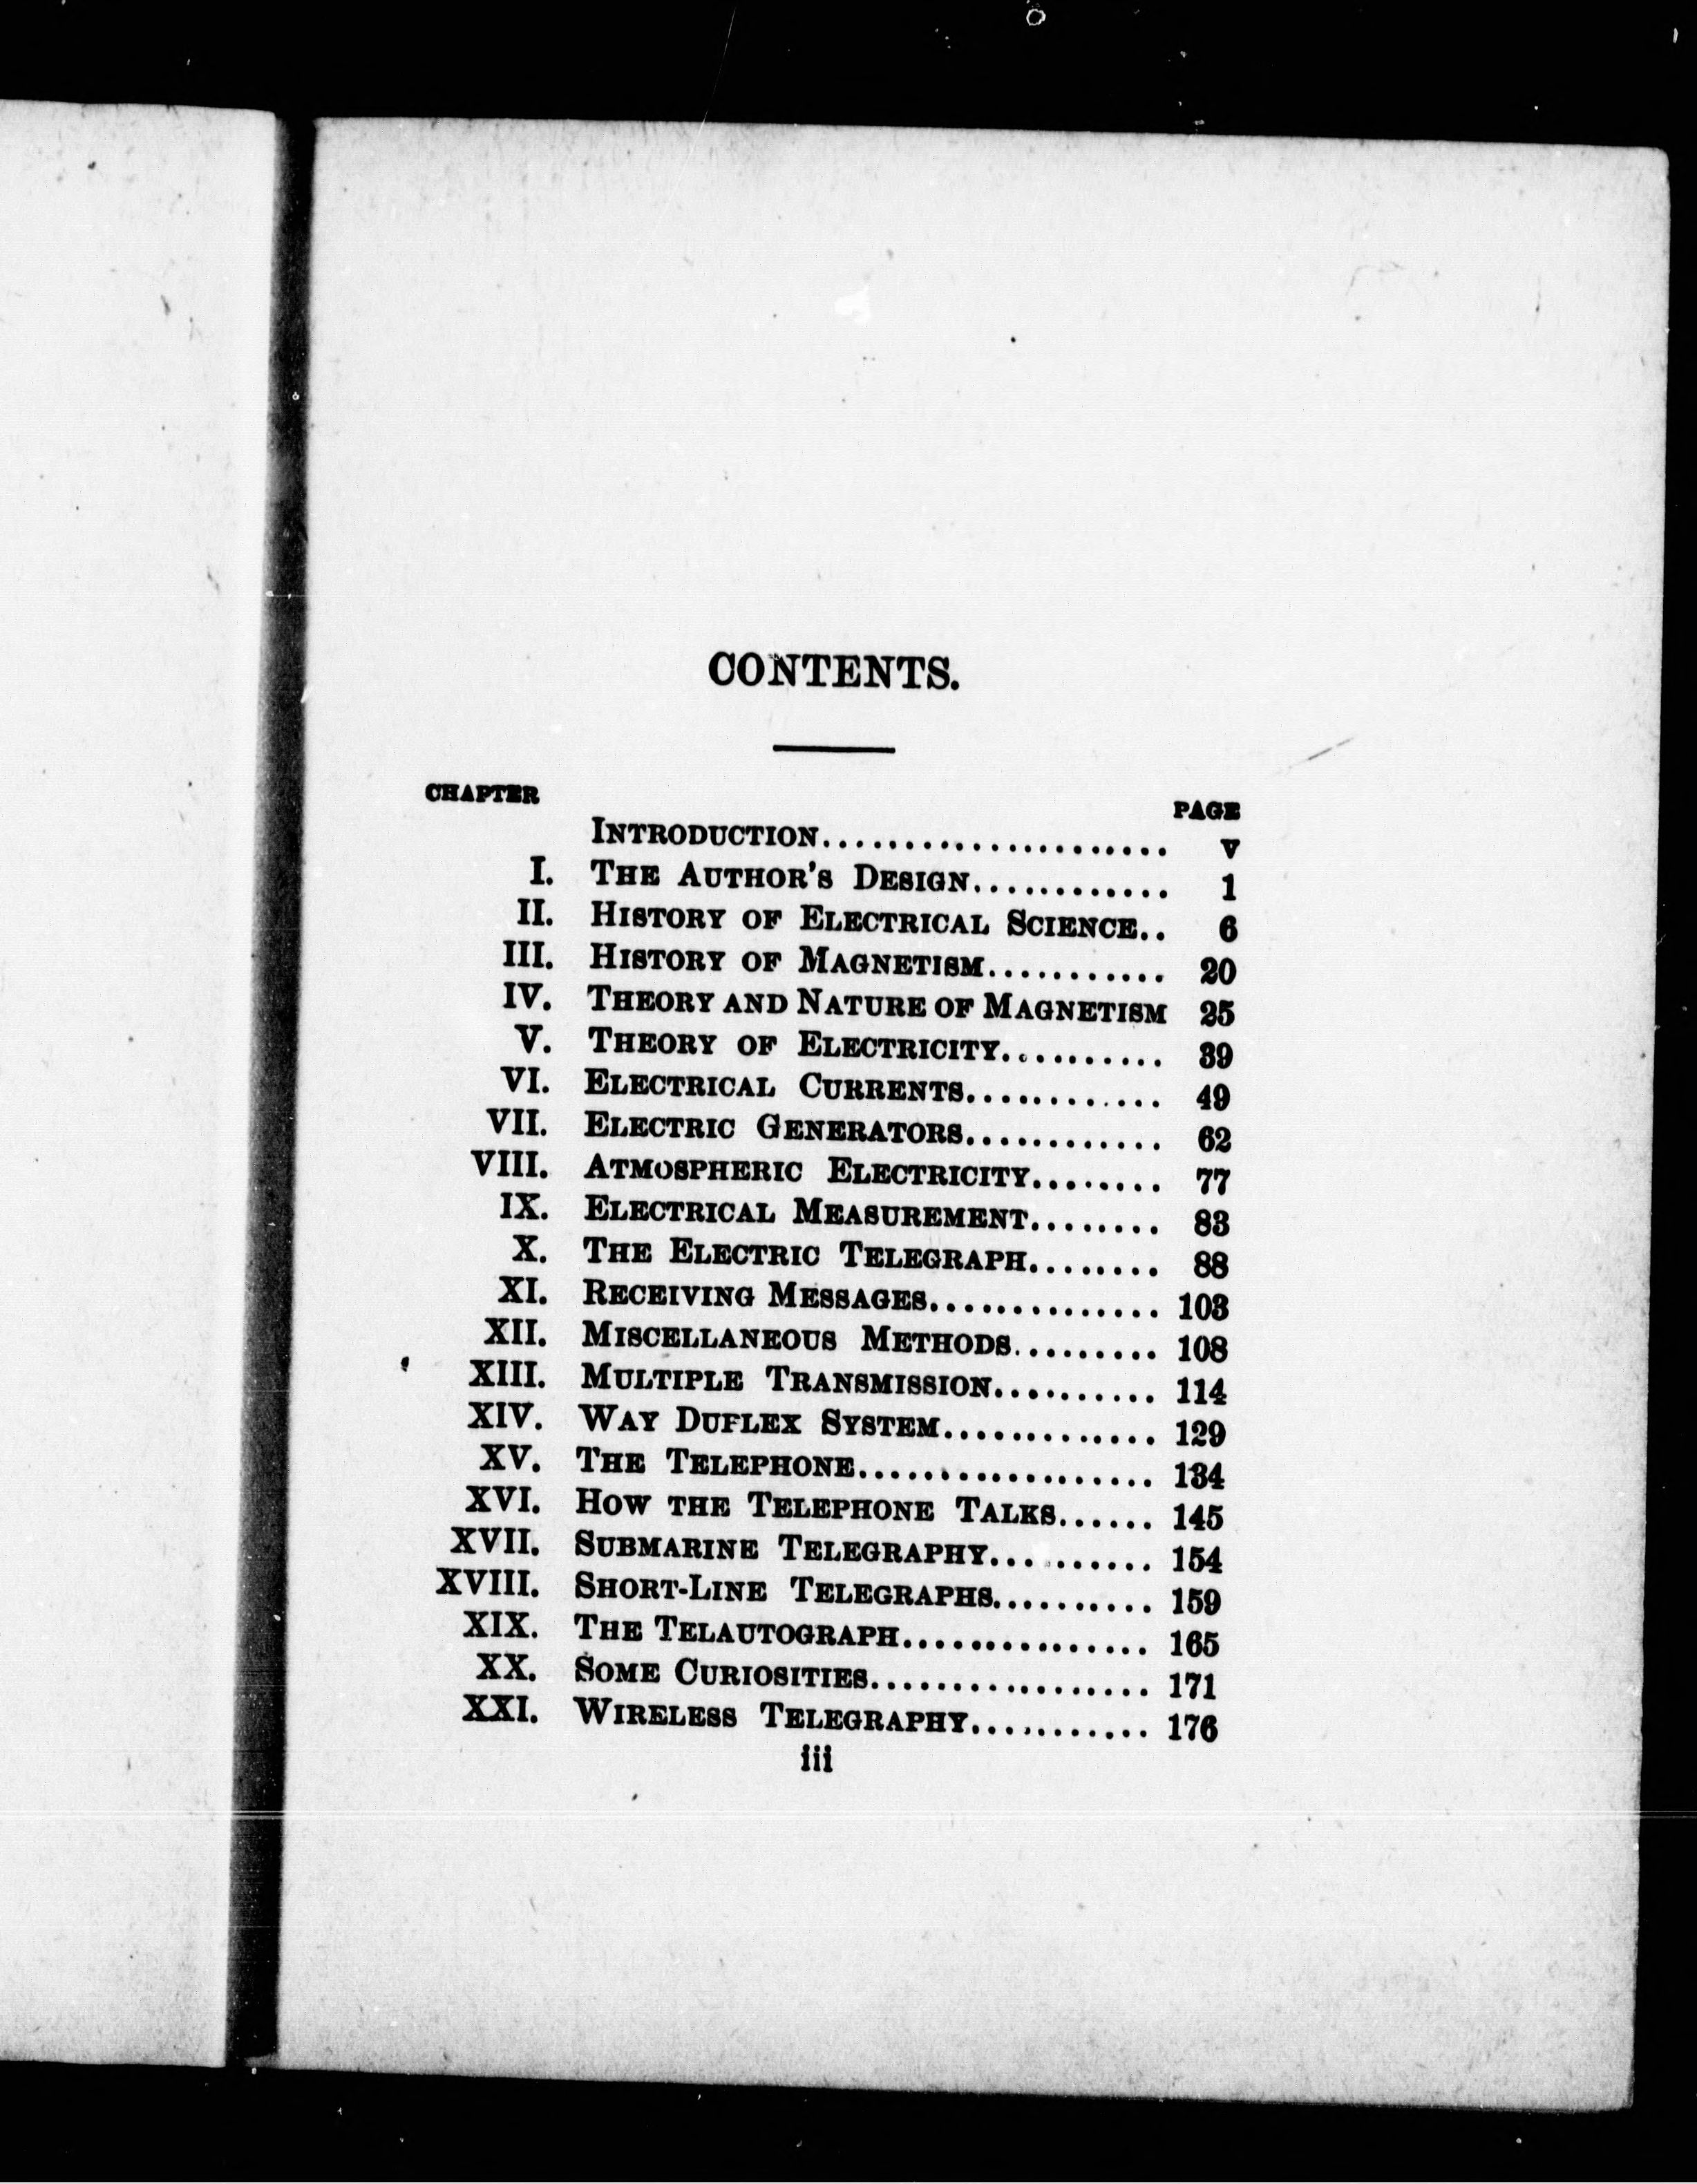 CONTENTS.
CHAPTER PAGE
INTRODUCTION...................... V
I. THE AUTHOR'S DESIGN............ 1
II. HISTORY OF ELECTRICAL SCIENCE.. 6
III. HISTORY OF MAGNETISM........... 20
IV. THEORY AND NATURE OF MAGNETISM 25
V. THEORY OF ELECTRICITY.......... 39
VI. ELECTRICAL CURRENTS............ 49
VII. ELECTRIC GENERATORS............ 62
VIII. ATMOSPHERIC ELECTRICITY........ 77
IX. ELECTRICAL MEASUREMENT........ 83
X. THE ELECTRIC TELEGRAPH........ 88
XI. RECEIVING MESSAGES.............. 103
XII. MISCELLANEOUS METHODS......... 108
XIII. MULTIPLE TRANSMISSION.......... 114
XIV. WAY DUPLEX SYSTEM............. 129
XV. THE TELEPHONE.................. 134
XVI. HOW THE TELEPHONE TALKS...... 145
XVII. SUBMARINE TELEGRAPHY.......... 154
XVIII. SHORT-LINE TELEGRAPHS.......... 159
XIX. THE TELAUTOGRAPH............... 165
XX. SOME CURIOSITIES................. 171
XXI. WIRELESS TELEGRAPHY........... 176
iii